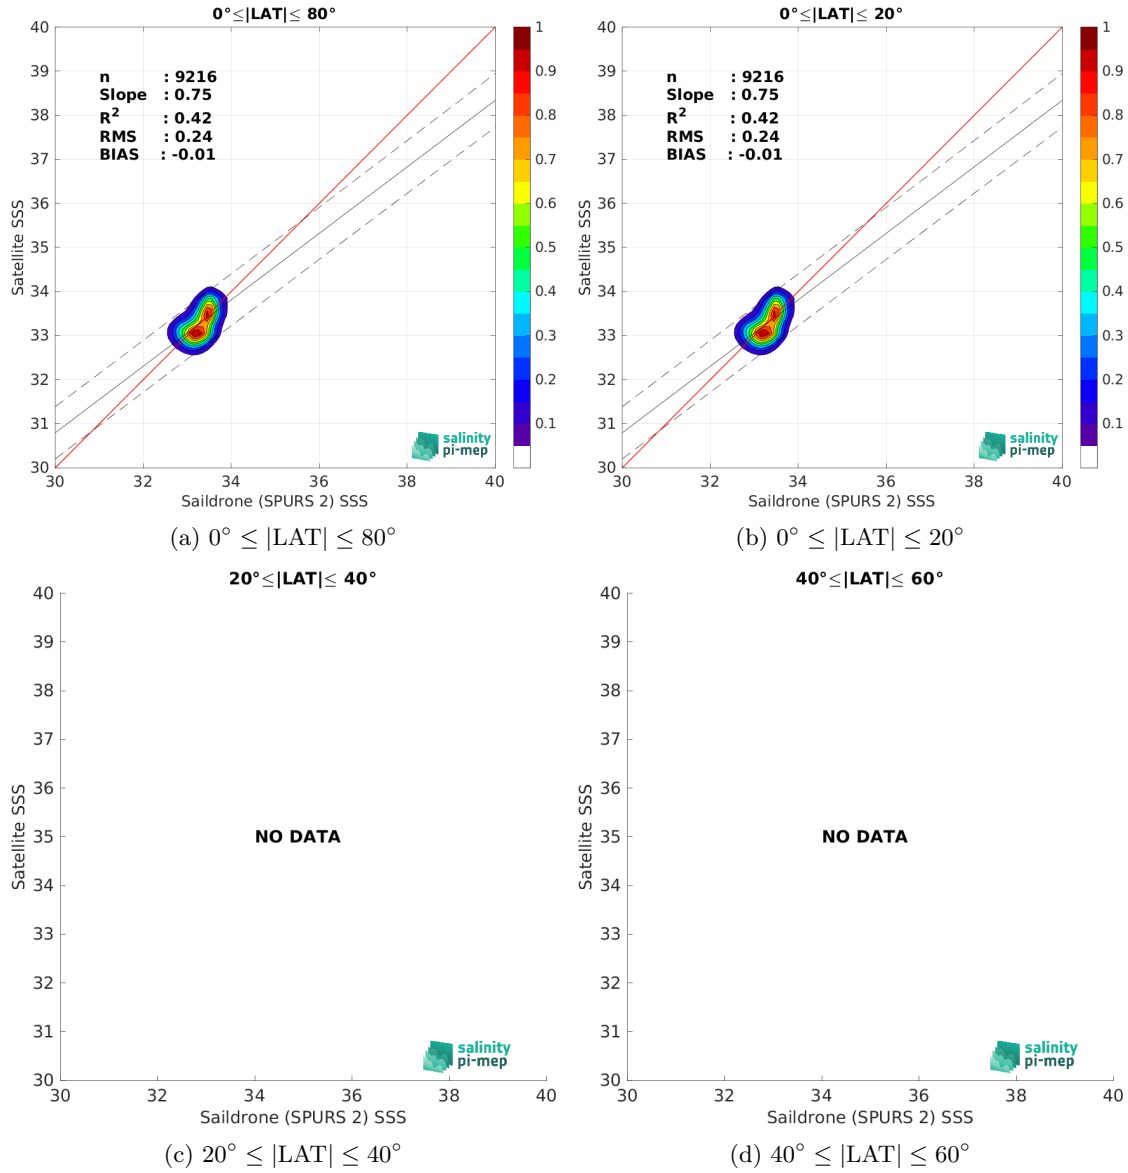 0°≤|LAT|≤ 80°
40
39
38
37
36
35
34
33
32
31
30
Satellite SSS
n : 9216
Slope : 0.75
R² : 0.42
RMS : 0.24
BIAS : -0.01
salinity
pi-mep
30 32 34 36 38 40
Saildrone (SPURS 2) SSS
1
0.9
0.8
0.7
0.6
0.5
0.4
0.3
0.2
0.1
(a) 0° ≤ |LAT| ≤ 80°
0°≤|LAT|≤ 20°
40
39
38
37
36
35
34
33
32
31
30
Satellite SSS
n : 9216
Slope : 0.75
R² : 0.42
RMS : 0.24
BIAS : -0.01
salinity
pi-mep
30 32 34 36 38 40
Saildrone (SPURS 2) SSS
1
0.9
0.8
0.7
0.6
0.5
0.4
0.3
0.2
0.1
(b) 0° ≤ |LAT| ≤ 20°
20°≤|LAT|≤ 40°
40
39
38
37
36
35
34
33
32
31
30
Satellite SSS
NO DATA
salinity
pi-mep
30 32 34 36 38 40
Saildrone (SPURS 2) SSS
(c) 20° ≤ |LAT| ≤ 40°
40°≤|LAT|≤ 60°
40
39
38
37
36
35
34
33
32
31
30
Satellite SSS
NO DATA
salinity
pi-mep
30 32 34 36 38 40
Saildrone (SPURS 2) SSS
(d) 40° ≤ |LAT| ≤ 60°